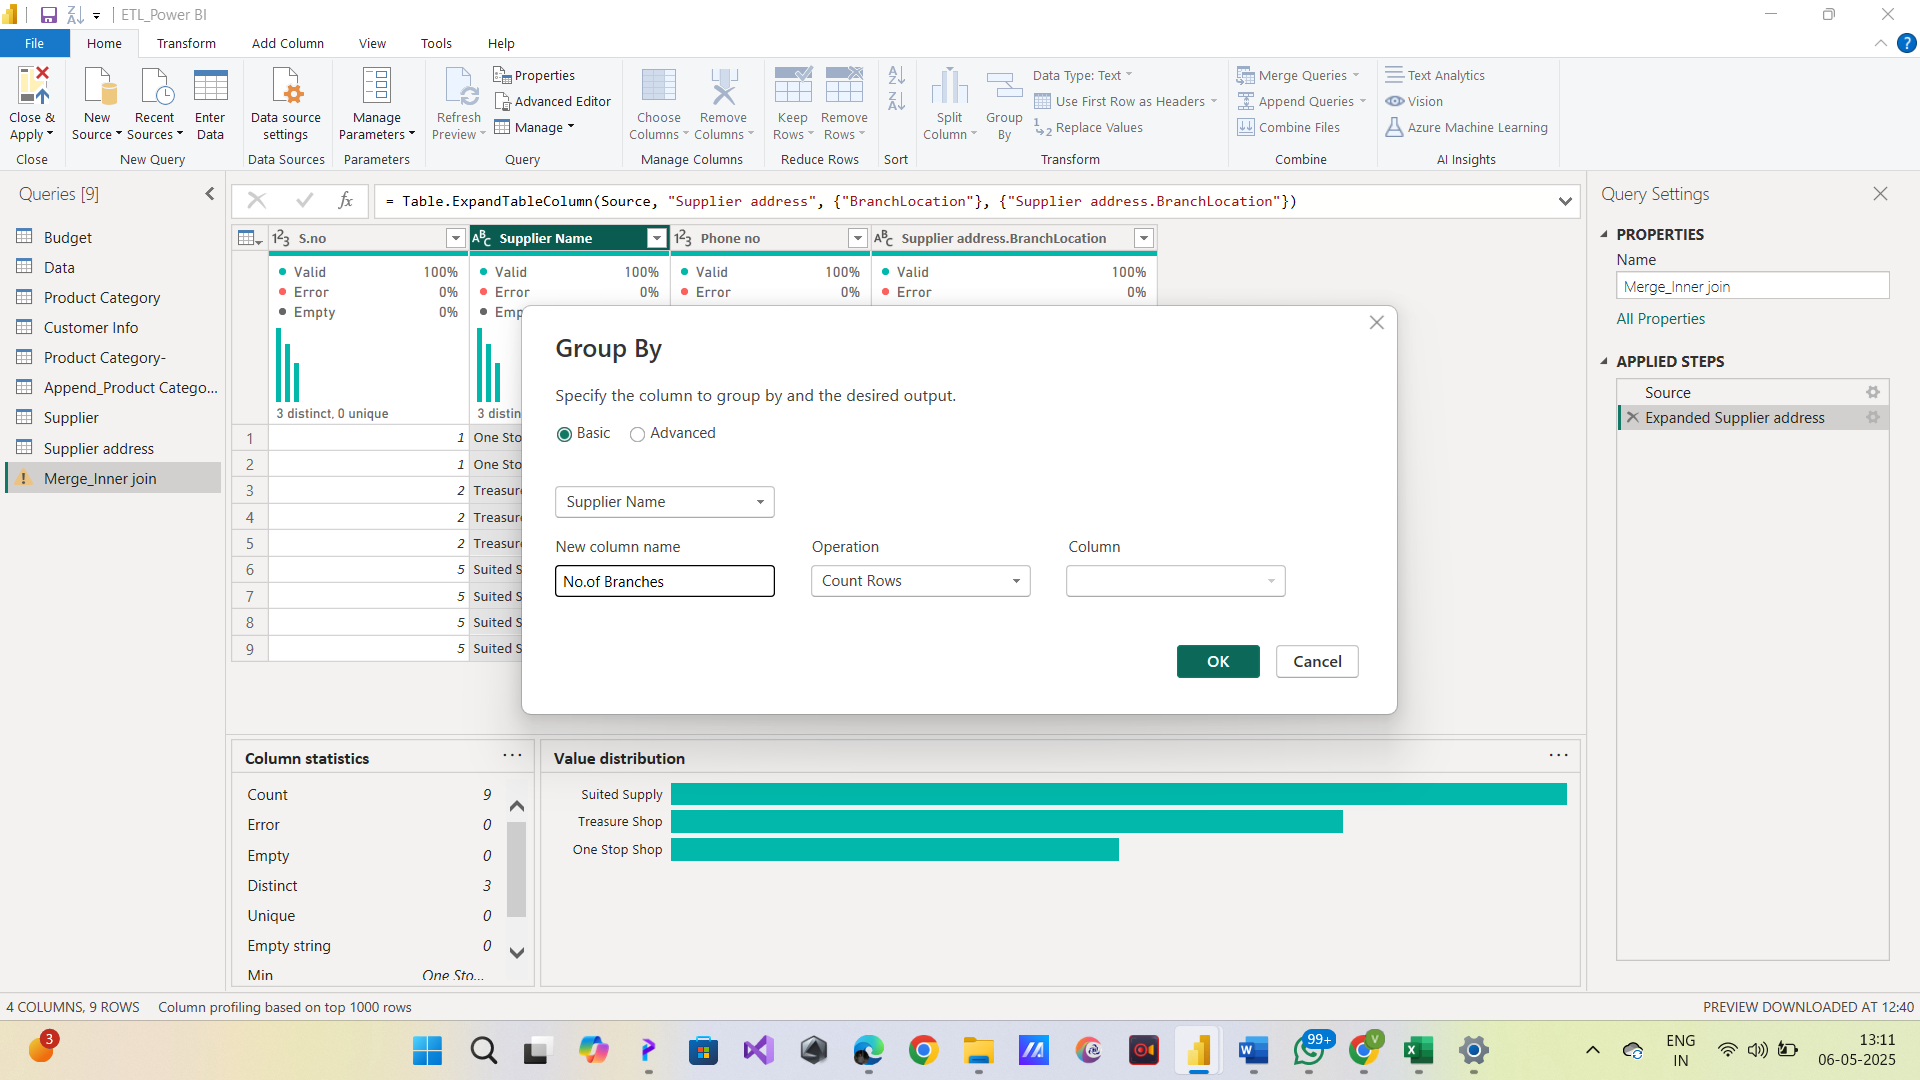 ETL_Power BI
File
Home
Transform
Add Column
View
Tools
Help
Close & Apply
New Source
Recent Sources
Enter Data
Data source settings
Manage Parameters
Refresh Preview
Properties
Advanced Editor
Manage
Choose Columns
Remove Columns
Keep Rows
Remove Rows
Split Column
Group By
Data Type: Text
Use First Row as Headers
Replace Values
Merge Queries
Append Queries
Combine Files
Text Analytics
Vision
Azure Machine Learning
Close
New Query
Data Sources
Parameters
Query
Manage Columns
Reduce Rows
Sort
Transform
Combine
AI Insights
Queries [9]
Budget
Data
Product Category
Customer Info
Product Category-
Append_Product Catego...
Supplier
Supplier address
Merge_Inner join
fx
= Table.ExpandTableColumn(Source, "Supplier address", {"BranchLocation"}, {"Supplier address.BranchLocation"})
123 S.no
ABC Supplier Name
123 Phone no
ABC Supplier address.BranchLocation
Valid 100% Valid 100% Valid 100% Valid 100%
Error 0% Error 0% Error 0% Error 0%
Empty 0% Emp
3 distinct, 0 unique 3 distin
1 1 One Sto
2 1 One Sto
3 2 Treasur
4 2 Treasur
5 2 Treasur
6 5 Suited S
7 5 Suited S
8 5 Suited S
9 5 Suited S
Group By
Specify the column to group by and the desired output.
Basic Advanced
Supplier Name
New column name Operation Column
No.of Branches Count Rows
OK Cancel
Column statistics
Count 9
Error 0
Empty 0
Distinct 3
Unique 0
Empty string 0
Min One Sto...
Value distribution
Suited Supply
Treasure Shop
One Stop Shop
Query Settings
PROPERTIES
Name
Merge_Inner join
All Properties
APPLIED STEPS
Source
Expanded Supplier address
4 COLUMNS, 9 ROWS Column profiling based on top 1000 rows
PREVIEW DOWNLOADED AT 12:40
3
99+
V
ENG
IN
13:11
06-05-2025